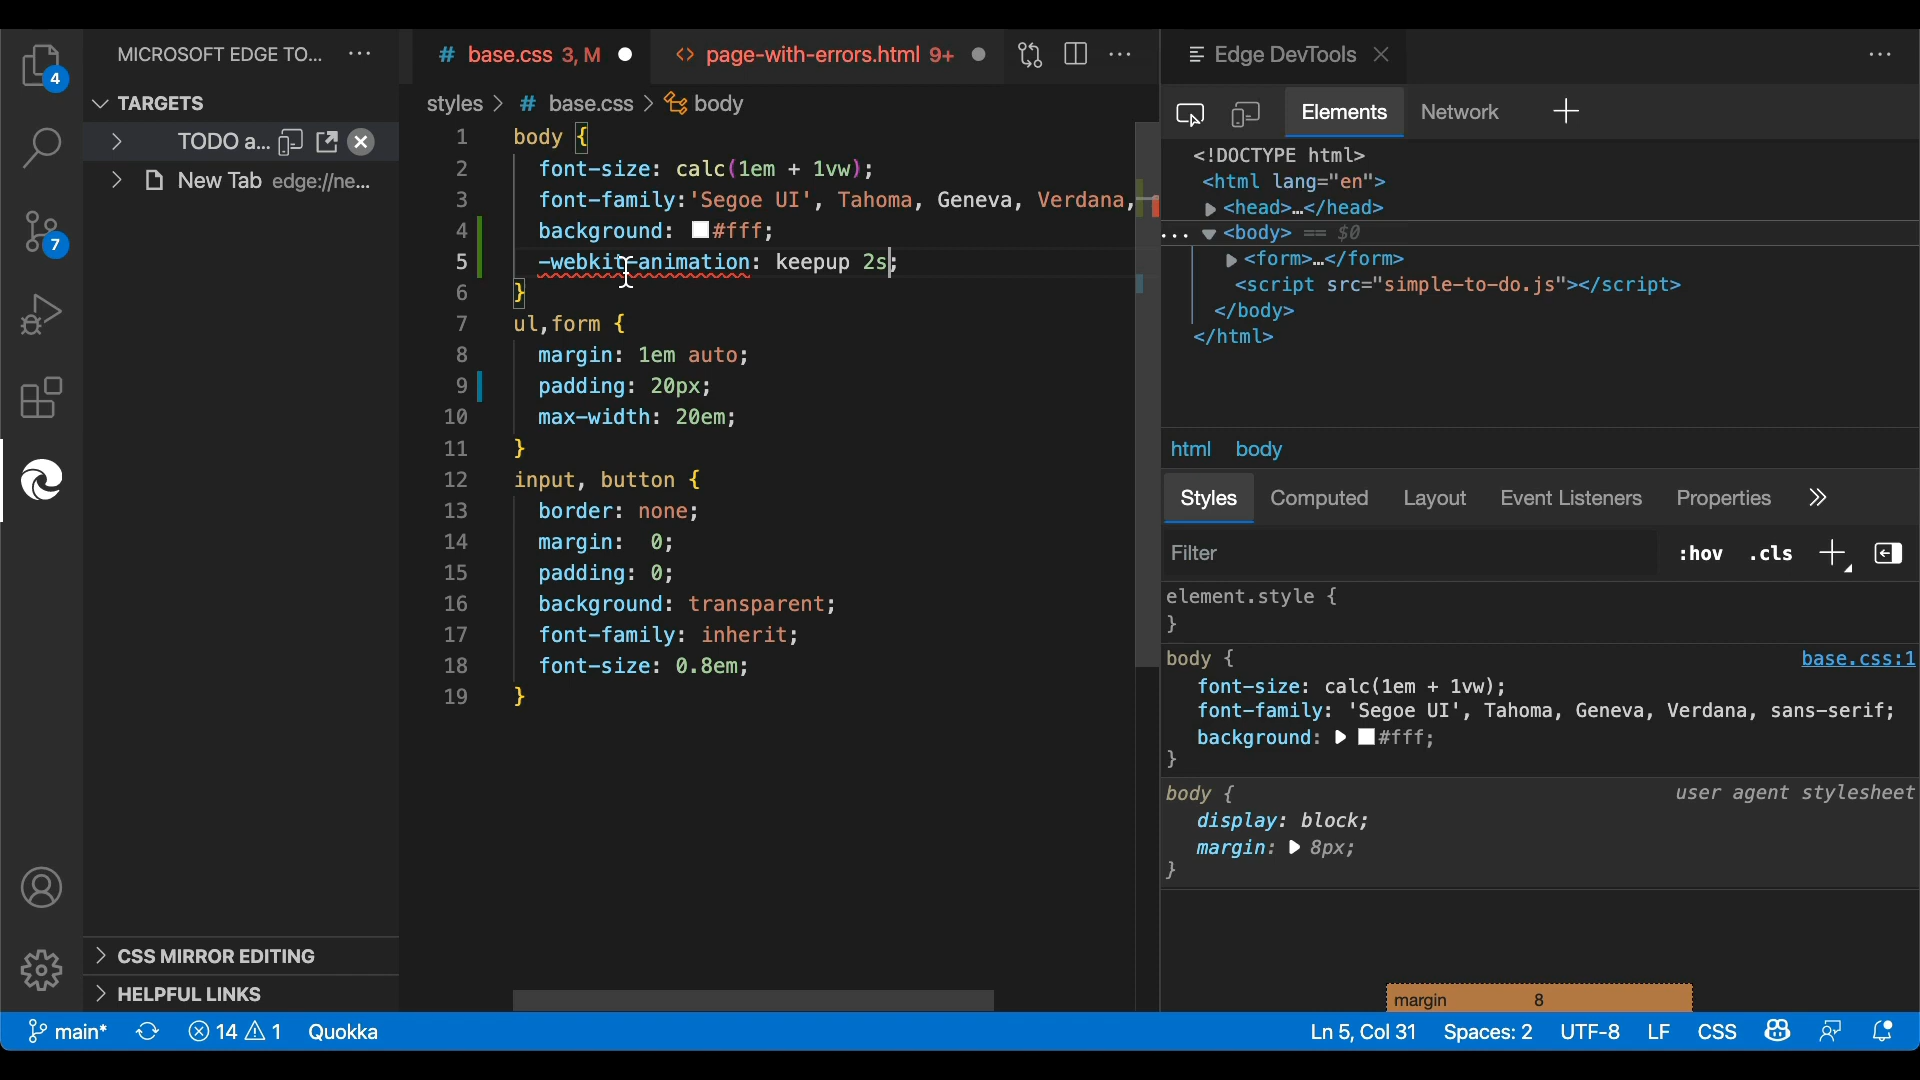 MICROSOFT EDGE TO... ···
# base.css 3, M
<> page-with-errors.html 9+
···
Edge DevTools
···
4
TARGETS
styles > # base.css > body
Elements
Network
TODO a...
New Tab edge://ne...
7
1 body {
2 font-size: calc(1em + 1vw);
3 font-family:'Segoe UI', Tahoma, Geneva, Verdana,
4 background: #fff;
5 -webkit-animation: keepup 2s;
6 }
7 ul,form {
8 margin: 1em auto;
9 padding: 20px;
10 max-width: 20em;
11 }
12 input, button {
13 border: none;
14 margin:  0;
15 padding: 0;
16 background: transparent;
17 font-family: inherit;
18 font-size: 0.8em;
19 }
<!DOCTYPE html>
<html lang="en">
<head>…</head>
··· <body> == $0
<form>…</form>
<script src="simple-to-do.js"></script>
</body>
</html>
html body
Styles Computed Layout Event Listeners Properties
Filter :hov .cls
element.style {
}
body { base.css:1
font-size: calc(1em + 1vw);
font-family: 'Segoe UI', Tahoma, Geneva, Verdana, sans-serif;
background: #fff;
}
body { user agent stylesheet
display: block;
margin: 8px;
}
margin 8
CSS MIRROR EDITING
HELPFUL LINKS
main* 14 1 Quokka
Ln 5, Col 31 Spaces: 2 UTF-8 LF CSS